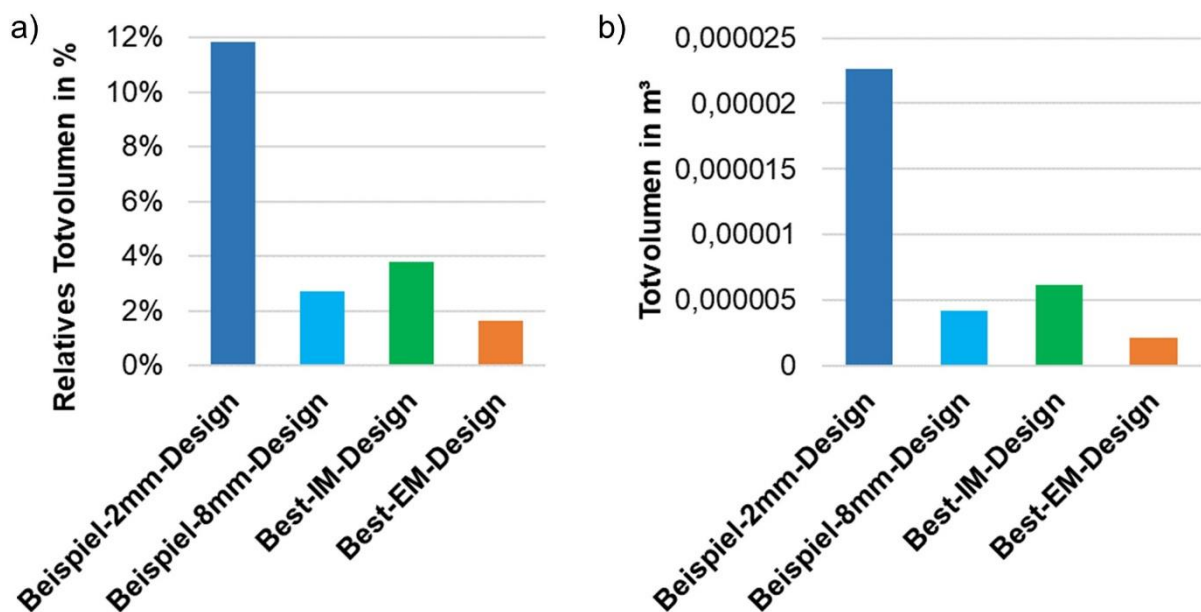 a)
Relatives Totvolumen in %
12%
10%
8%
6%
4%
2%
0%
Beispiel-2mm-Design
Beispiel-8mm-Design
Best-IM-Design
Best-EM-Design
b)
Totvolumen in m³
0,000025
0,00002
0,000015
0,00001
0,000005
0
Beispiel-2mm-Design
Beispiel-8mm-Design
Best-IM-Design
Best-EM-Design